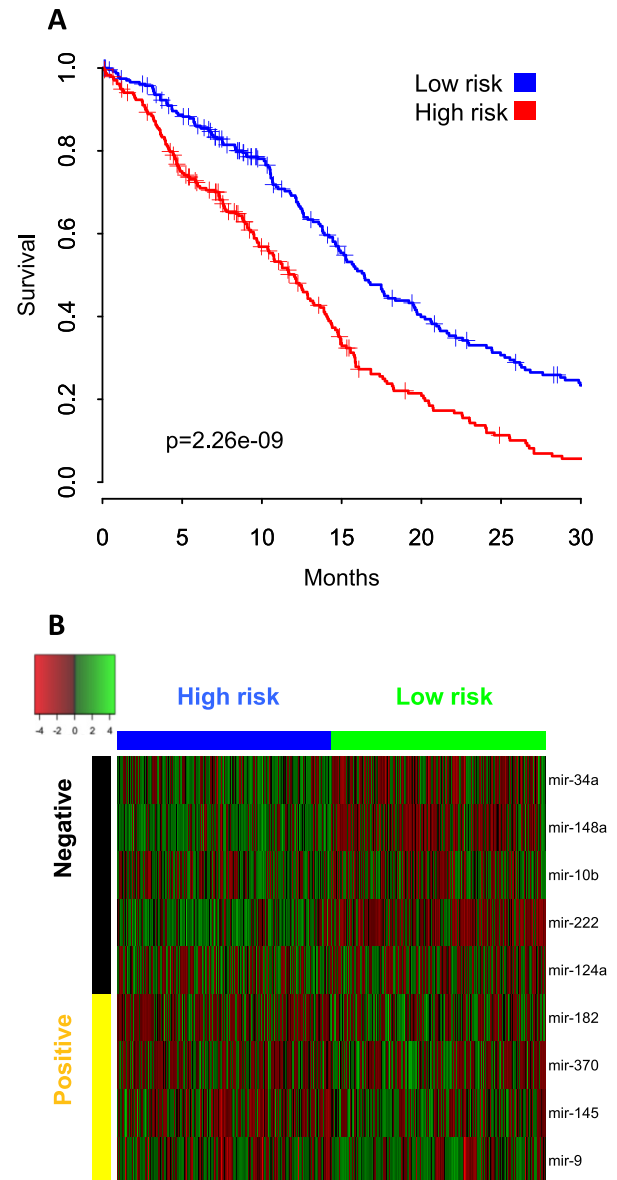 A
1.0
0.8
0.6
0.4
0.2
0.0
Survival
Low risk
High risk
p=2.26e-09
0 5 10 15 20 25 30
Months
B
-4 -2 0 2 4
High risk Low risk
Negative
Positive
mir-34a
mir-148a
mir-10b
mir-222
mir-124a
mir-182
mir-370
mir-145
mir-9